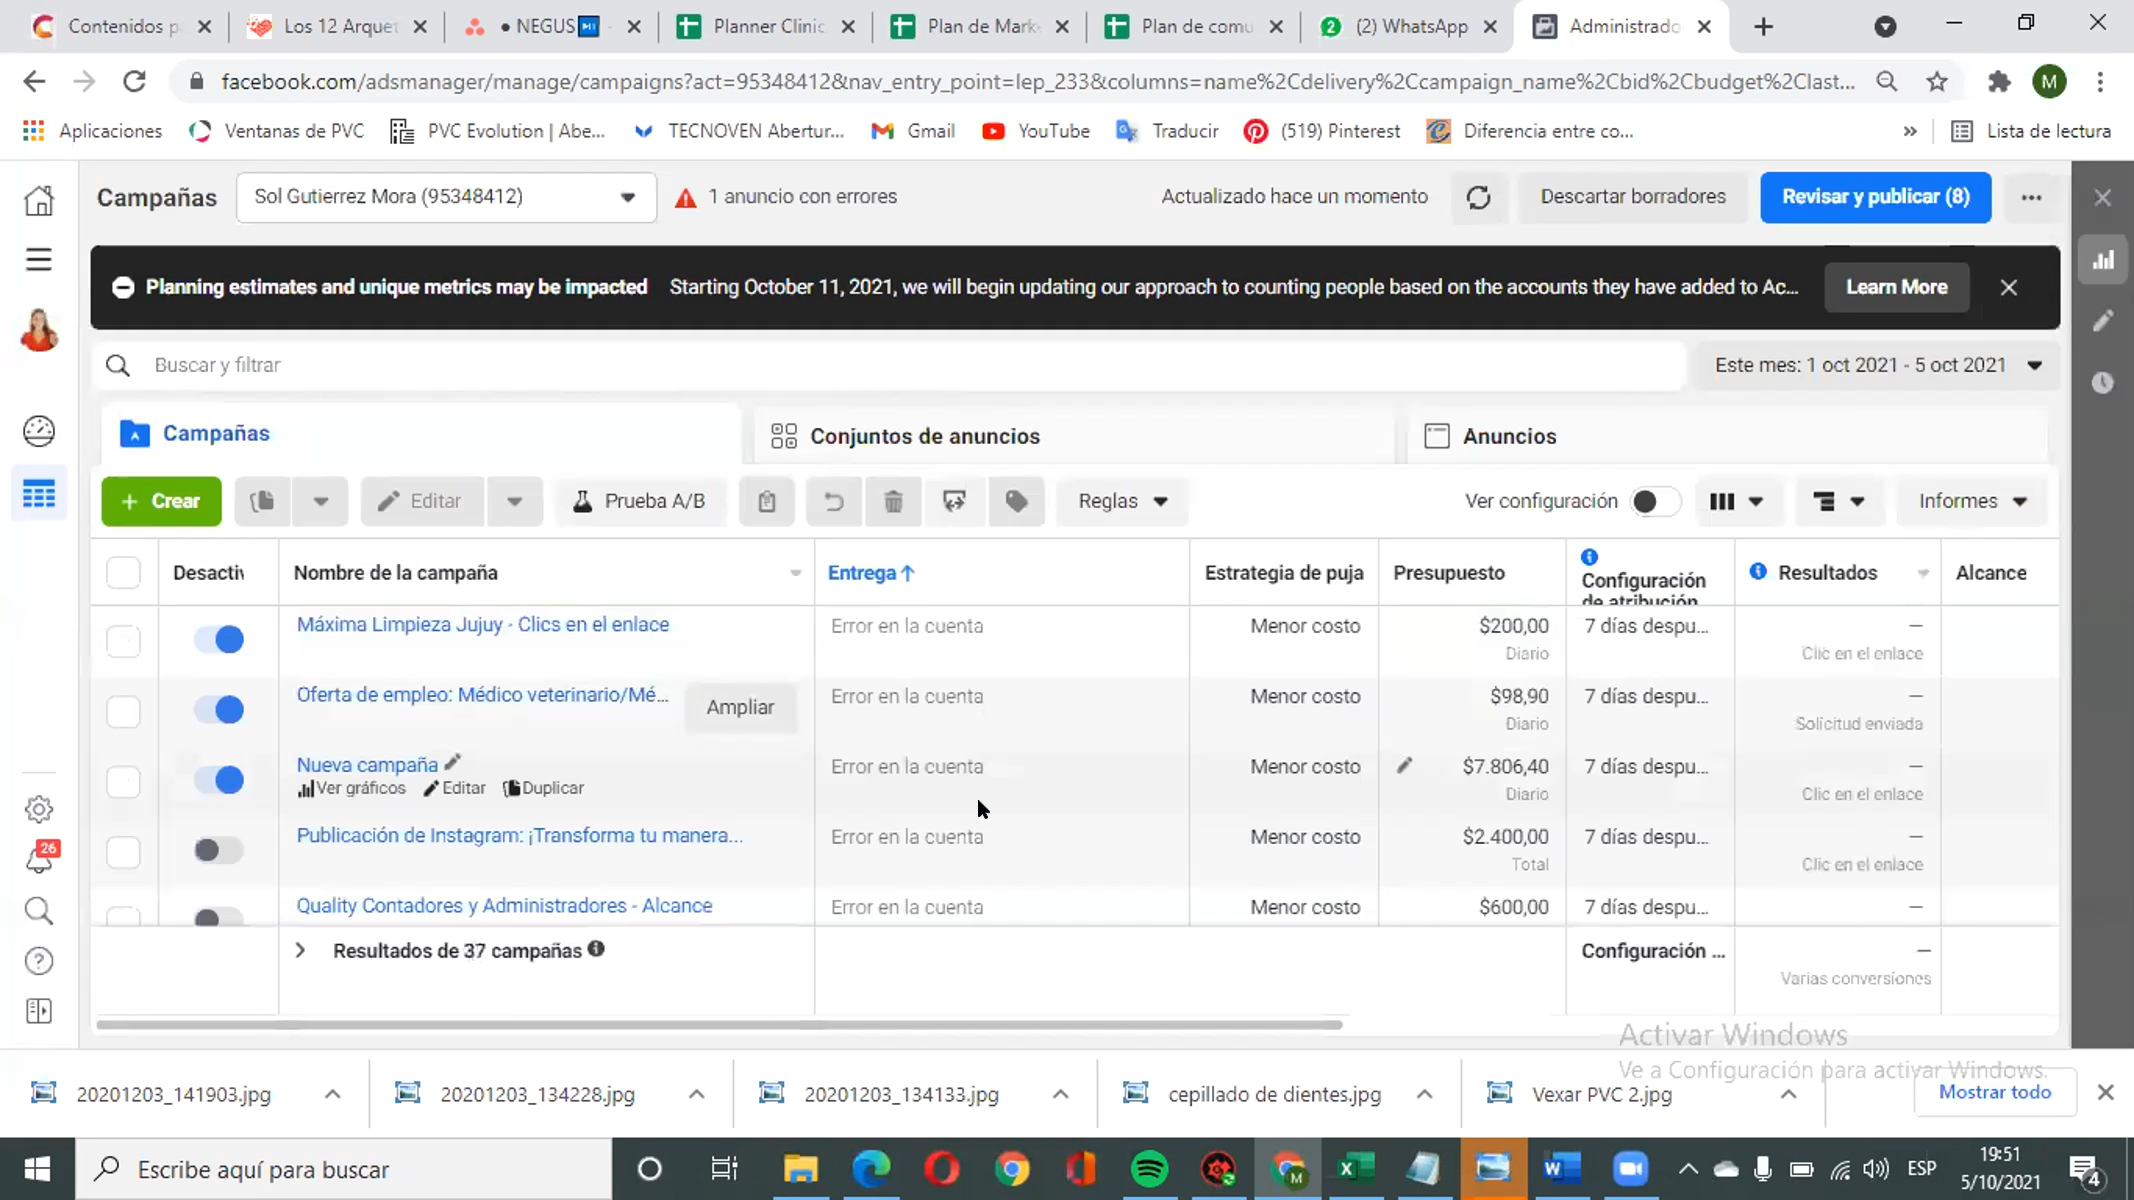 Contenidos p
Los 12 Arquet
• NEGUS
Planner Clinic
Plan de Mark
Plan de comu
2
(2) WhatsApp
Administrado
facebook.com/adsmanager/manage/campaigns?act=95348412&nav_entry_point=lep_233&columns=name%2Cdelivery%2Ccampaign_name%2Cbid%2Cbudget%2Clast...
M
Aplicaciones
Ventanas de PVC
PVC Evolution | Abe...
TECNOVEN Abertur...
Gmail
YouTube
Traducir
(519) Pinterest
Diferencia entre co...
»
Lista de lectura
Campañas
Sol Gutierrez Mora (95348412)
1 anuncio con errores
Actualizado hace un momento
Descartar borradores
Revisar y publicar (8)
Planning estimates and unique metrics may be impacted Starting October 11, 2021, we will begin updating our approach to counting people based on the accounts they have added to Ac...
Learn More
Buscar y filtrar
Este mes: 1 oct 2021 - 5 oct 2021
Campañas
Conjuntos de anuncios
Anuncios
+ Crear
Editar
Prueba A/B
Reglas
Ver configuración
Informes
Desactiv
Nombre de la campaña
Entrega↑
Estrategia de puja
Presupuesto
Configuración
de atribución
Resultados
Alcance
Máxima Limpieza Jujuy - Clics en el enlace
Error en la cuenta
Menor costo
$200,00
Diario
7 días despu...
—
Clic en el enlace
Oferta de empleo: Médico veterinario/Mé...
Ampliar
Error en la cuenta
Menor costo
$98,90
Diario
7 días despu...
—
Solicitud enviada
Nueva campaña
Ver gráficos
Editar
Duplicar
Error en la cuenta
Menor costo
$7.806,40
Diario
7 días despu...
—
Clic en el enlace
Publicación de Instagram: ¡Transforma tu manera...
Error en la cuenta
Menor costo
$2.400,00
Total
7 días despu...
—
Clic en el enlace
Quality Contadores y Administradores - Alcance
Error en la cuenta
Menor costo
$600,00
7 días despu...
—
26
Resultados de 37 campañas
Configuración ...
—
Varias conversiones
Activar Windows
Ve a Configuración para activar Windows.
20201203_141903.jpg
20201203_134228.jpg
20201203_134133.jpg
cepillado de dientes.jpg
Vexar PVC 2.jpg
Mostrar todo
Escribe aquí para buscar
ESP
19:51
5/10/2021
4